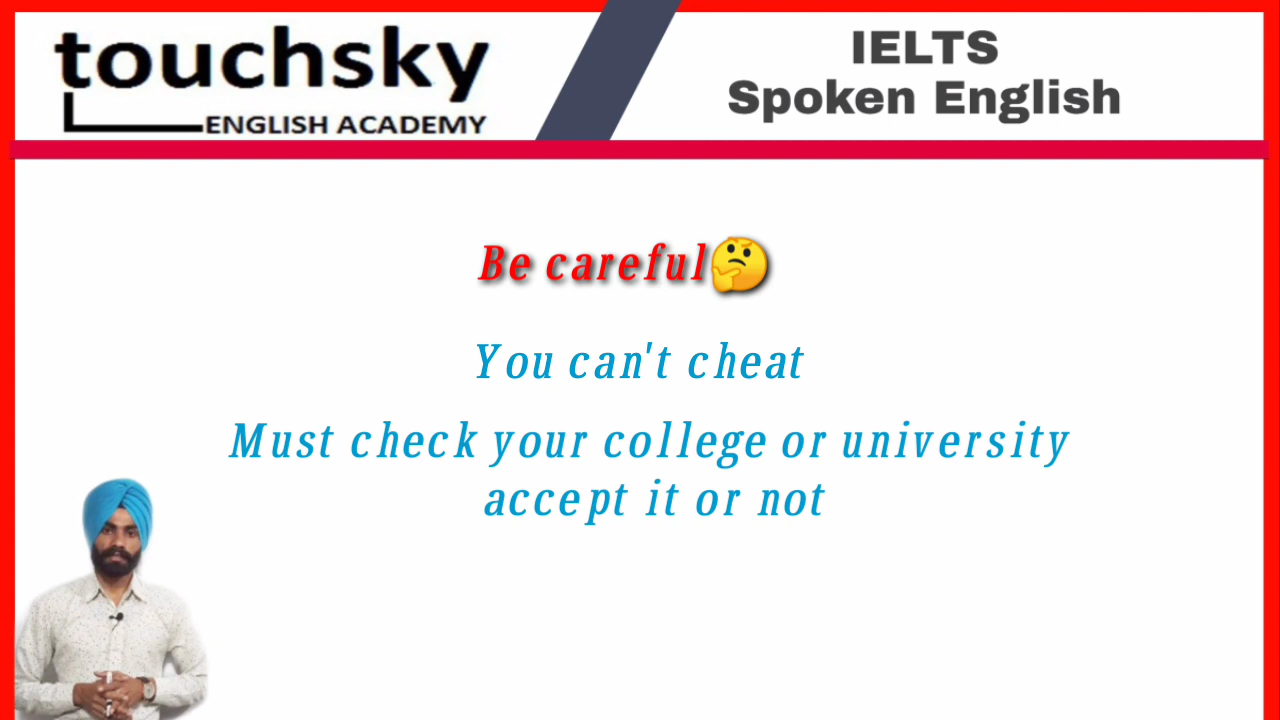 touchsky
ENGLISH ACADEMY
IELTS
Spoken English
Be careful🤔
You can't cheat
Must check your college or university
accept it or not